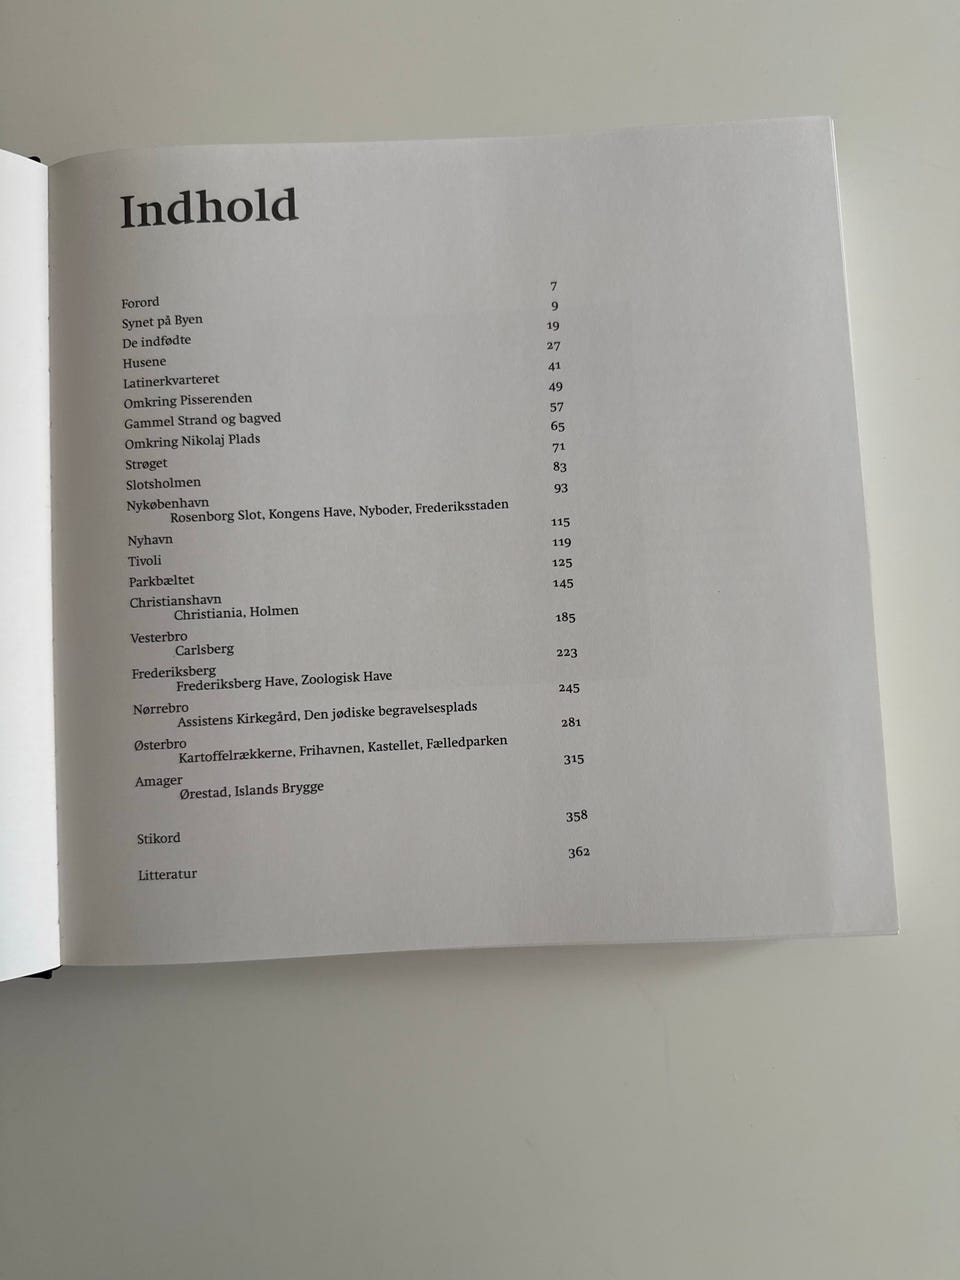 Indhold
Forord 7
Synet på Byen 9
De indfødte 19
Husene 27
Latinerkvarteret 41
Omkring Pisserenden 49
Gammel Strand og bagved 57
Omkring Nikolaj Plads 65
Strøget 71
Slotsholmen 83
Nykøbenhavn 93
Rosenborg Slot, Kongens Have, Nyboder, Frederiksstaden
Nyhavn 115
Tivoli 119
Parkbæltet 125
Christianshavn 145
Christiania, Holmen
Vesterbro 185
Carlsberg
Frederiksberg 223
Frederiksberg Have, Zoologisk Have
Nørrebro 245
Assistens Kirkegård, Den jødiske begravelsesplads
Østerbro 281
Kartoffelrækkerne, Frihavnen, Kastellet, Fælledparken
Amager 315
Ørestad, Islands Brygge
Stikord 358
Litteratur 362